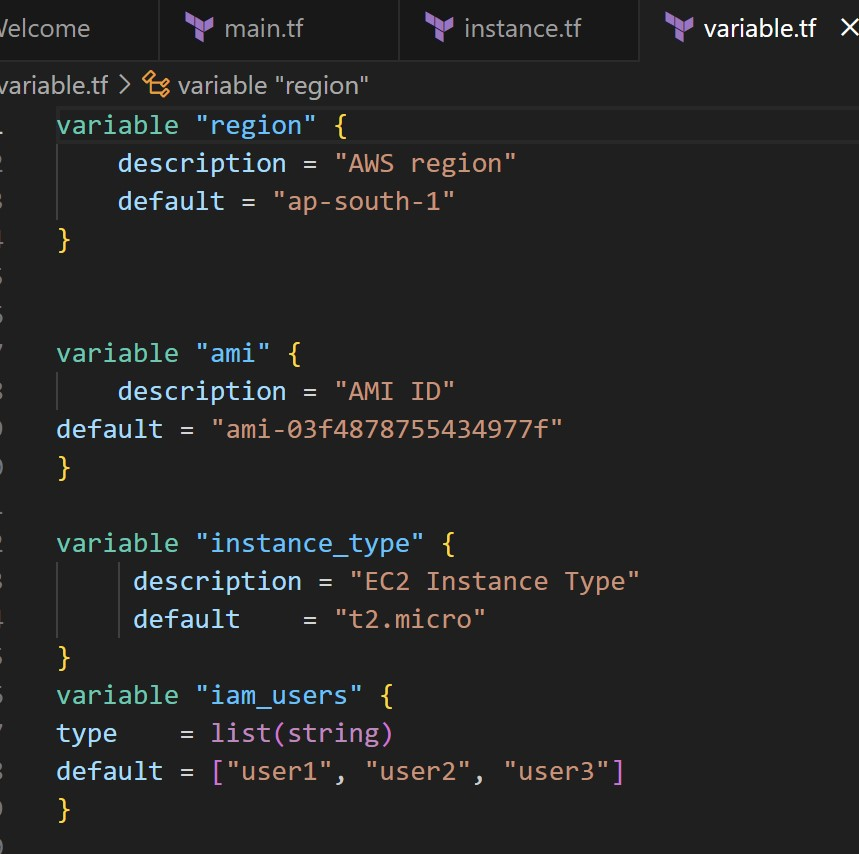 elcome main.tf instance.tf variable.tf
variable.tf > variable "region"
variable "region" {
    description = "AWS region"
    default = "ap-south-1"
}
variable "ami" {
    description = "AMI ID"
default = "ami-03f4878755434977f"
}
variable "instance_type" {
     description = "EC2 Instance Type"
     default    = "t2.micro"
}
variable "iam_users" {
type    = list(string)
default = ["user1", "user2", "user3"]
}